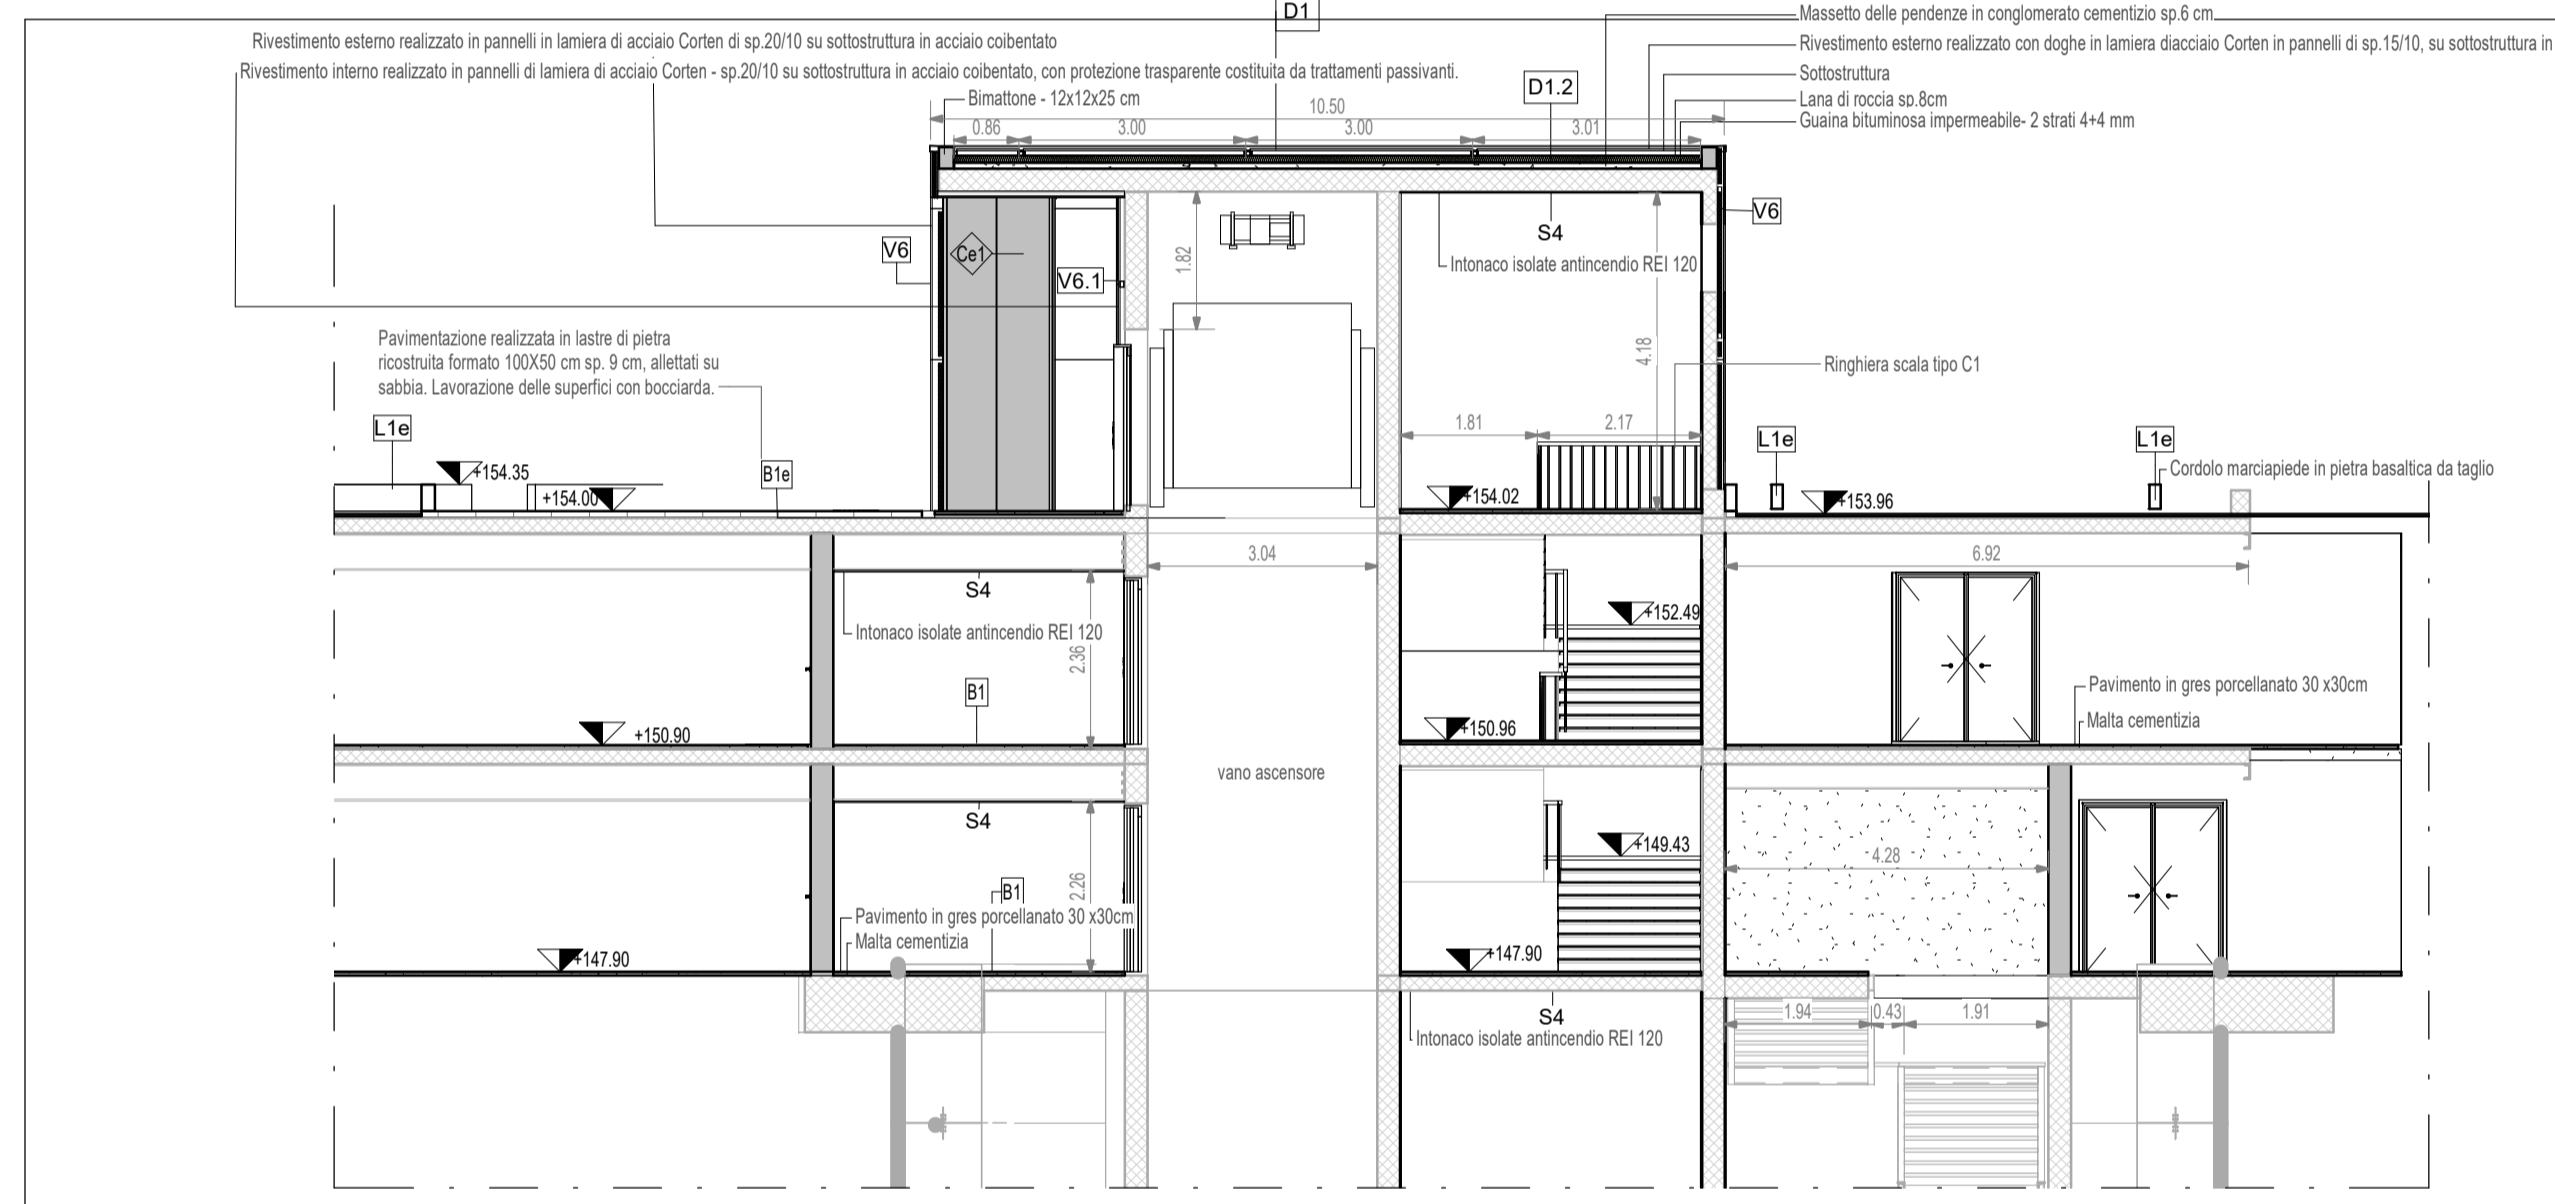 D1
Massetto delle pendenze in conglomerato cementizio sp.6 cm
Rivestimento esterno realizzato in pannelli in lamiera di acciaio Corten di sp.20/10 su sottostruttura in acciaio coibentato
Rivestimento esterno realizzato con doghe in lamiera diacciaio Corten in pannelli di sp.15/10, su sottostruttura in
Rivestimento interno realizzato in pannelli di lamiera di acciaio Corten - sp.20/10 su sottostruttura in acciaio coibentato, con protezione trasparente costituita da trattamenti passivanti.
Sottostruttura
D1.2
Bimattone - 12x12x25 cm
Lana di roccia sp.8cm
10.50
Guaina bituminosa impermeabile- 2 strati 4+4 mm
0.86
3.00
3.00
3.01
V6
S4
V6
Ce1
1.82
Intonaco isolate antincendio REI 120
V6.1
Pavimentazione realizzata in lastre di pietra
ricostruita formato 100X50 cm sp. 9 cm, allettati su
sabbia. Lavorazione delle superfici con bocciarda.
4.18
Ringhiera scala tipo C1
1.81
2.17
L1e
L1e
L1e
+154.35
B1e
Cordolo marciapiede in pietra basaltica da taglio
+154.00
+154.02
+153.96
3.04
6.92
S4
+152.49
Intonaco isolate antincendio REI 120
2.36
B1
Pavimento in gres porcellanato 30 x30cm
Malta cementizia
+150.90
+150.96
vano ascensore
S4
+149.43
4.28
2.26
B1
Pavimento in gres porcellanato 30 x30cm
Malta cementizia
+147.90
+147.90
S4
1.94
0.43
1.91
Intonaco isolate antincendio REI 120